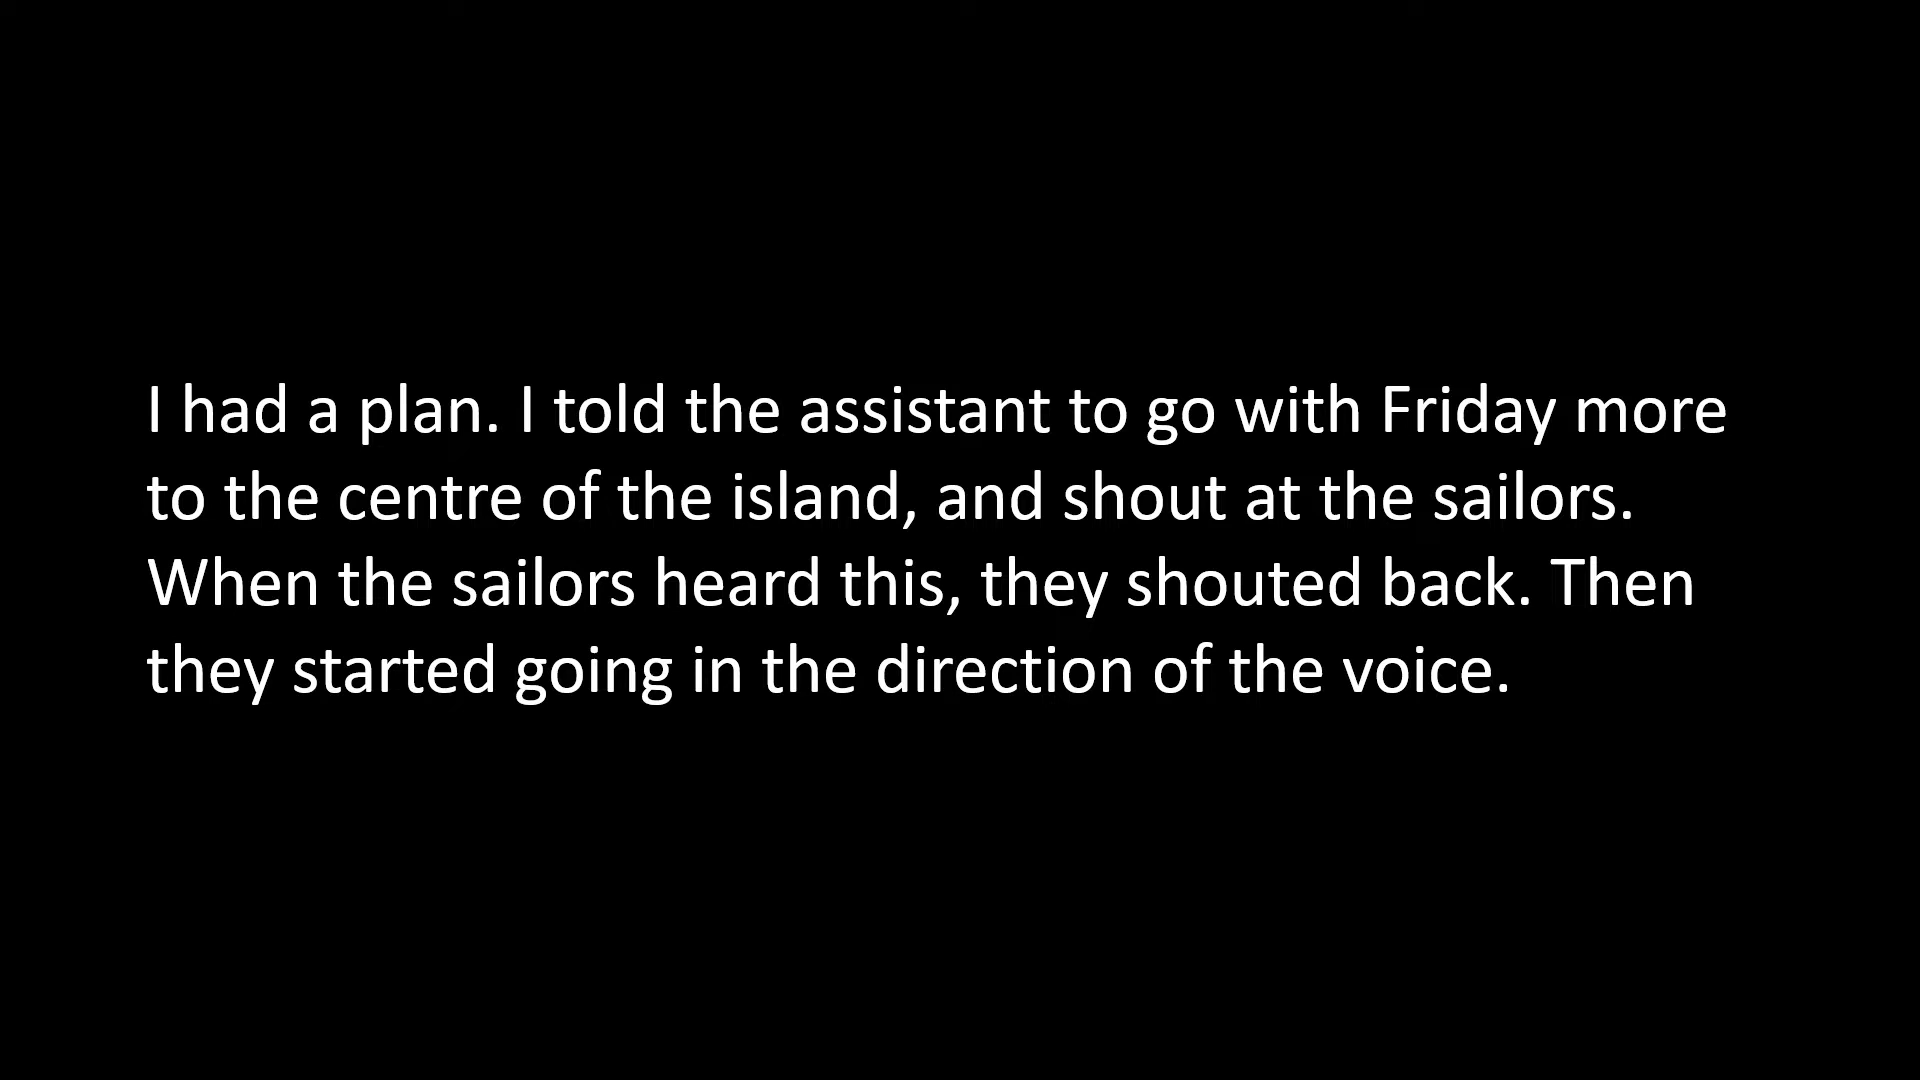 I had a plan. I told the assistant to go with Friday more
to the centre of the island, and shout at the sailors.
When the sailors heard this, they shouted back. Then
they started going in the direction of the voice.